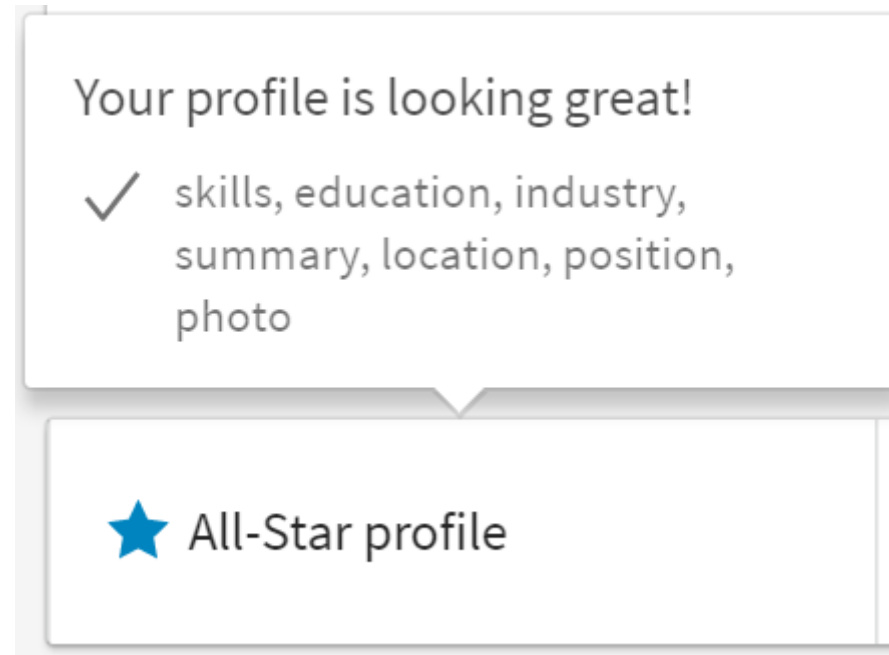 Your profile is looking great!
skills, education, industry,
summary, location, position,
photo
All-Star profile